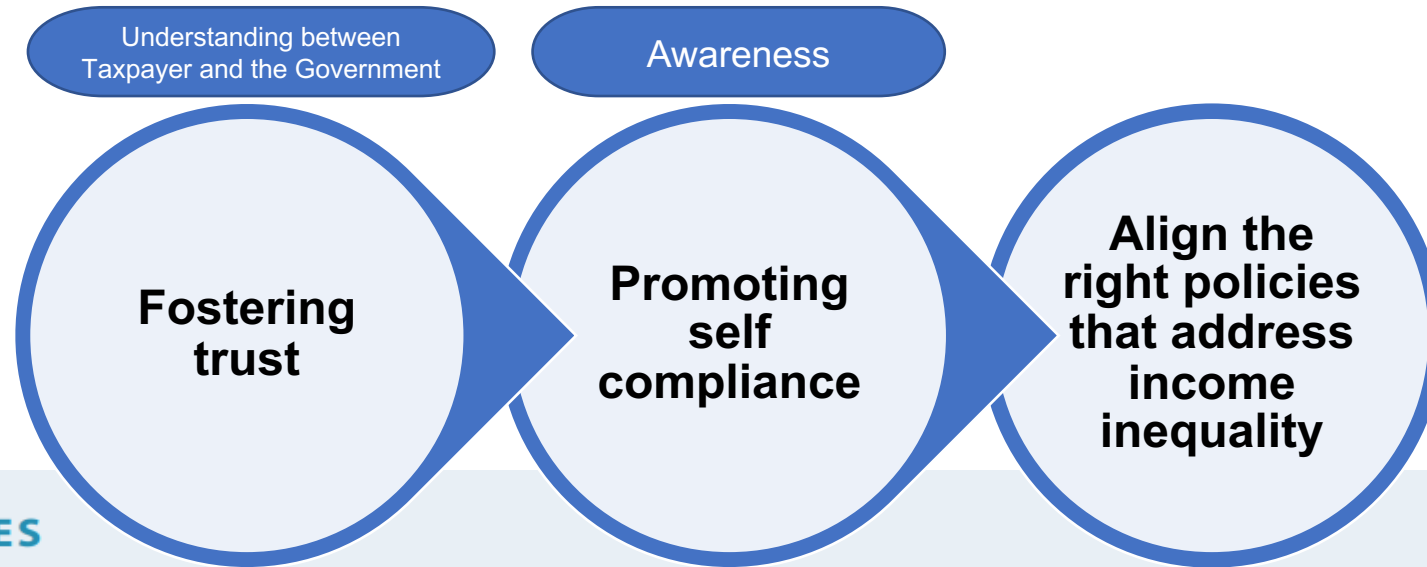 Understanding between
Taxpayer and the Government
Awareness
Fostering
trust
Promoting
self
compliance
Align the
right policies
that address
income
inequality
ES